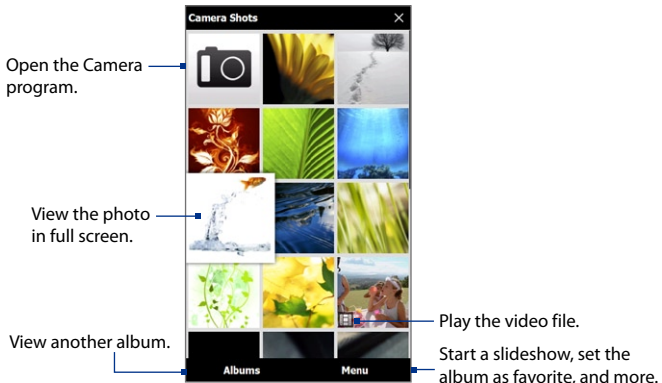 Camera Shots
Open the Camera
program.
View the photo
in full screen.
Play the video file.
View another album.
Start a slideshow, set the
album as favorite, and more.
Albums
Menu